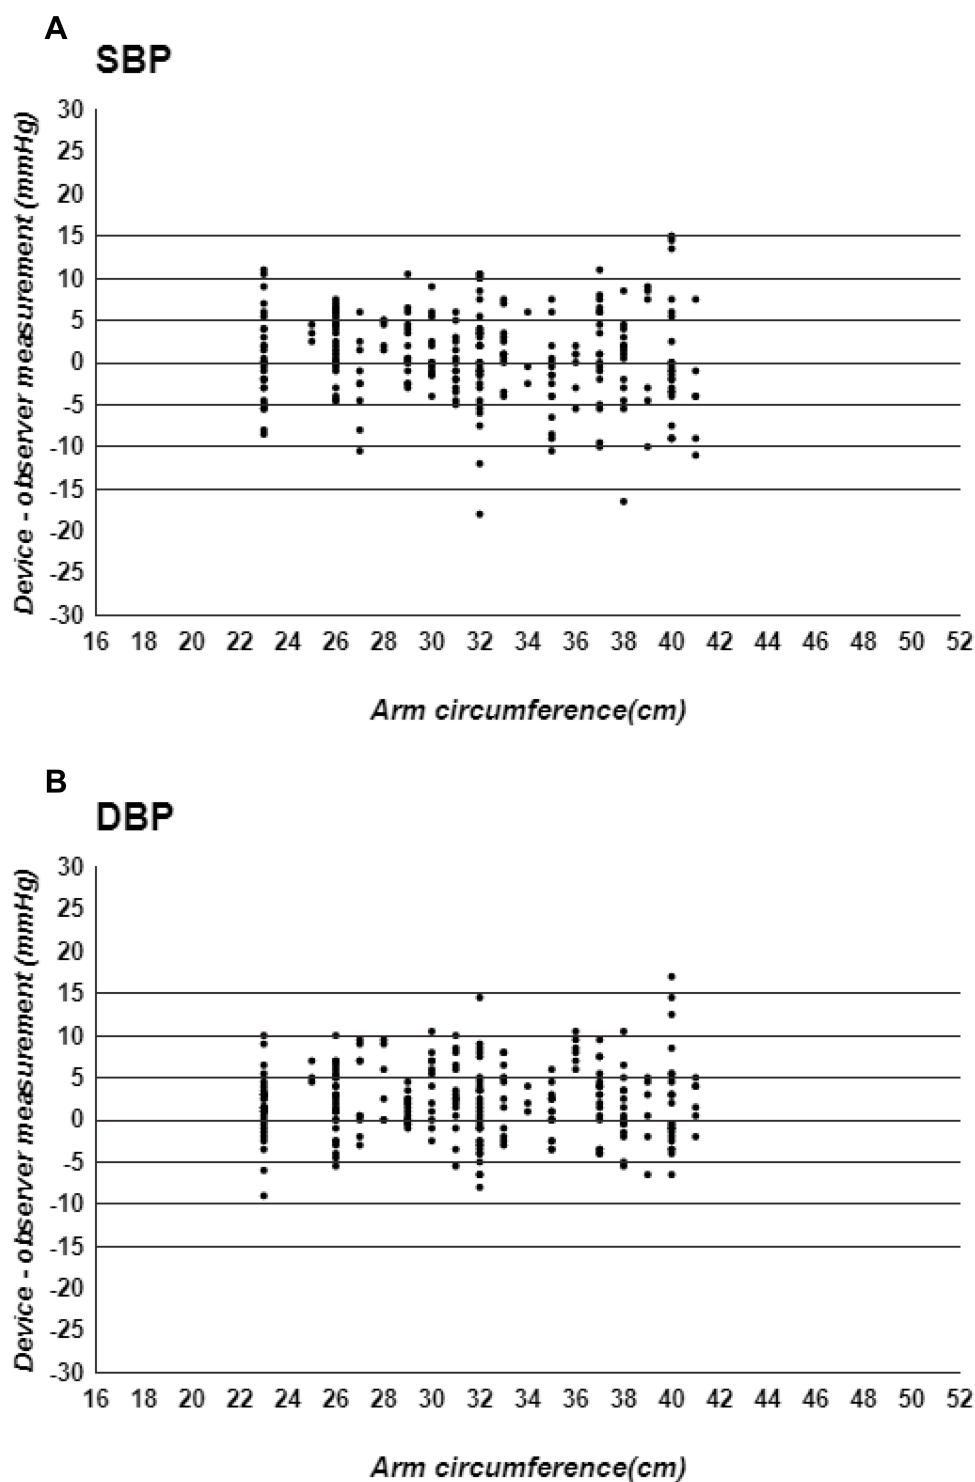 A
SBP
Device - observer measurement (mmHg)
30
25
20
15
10
5
0
-5
-10
-15
-20
-25
-30
16 18 20 22 24 26 28 30 32 34 36 38 40 42 44 46 48 50 52
Arm circumference(cm)
B
DBP
Device - observer measurement (mmHg)
30
25
20
15
10
5
0
-5
-10
-15
-20
-25
-30
16 18 20 22 24 26 28 30 32 34 36 38 40 42 44 46 48 50 52
Arm circumference(cm)